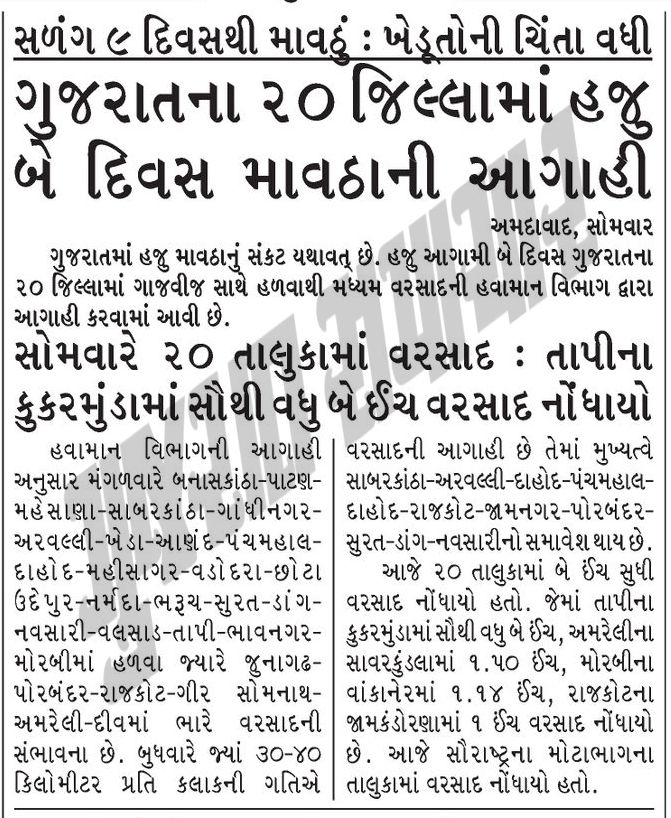 સળંગ ૯ દિવસથી માવઠું : ખેડૂતોની ચિંતા વધી
ગુજરાતના ૨૦ જિલ્લામાં હજુ
બે દિવસ માવઠાની આગાહી
અમદાવાદ, સોમવાર
ગુજરાતમાં હજુ માવઠાનું સંકટ યથાવત્ છે. હજુ આગામી બે દિવસ ગુજરાતના
૨૦ જિલ્લામાં ગાજવીજ સાથે હળવાથી મધ્યમ વરસાદની હવામાન વિભાગ દ્વારા
આગાહી કરવામાં આવી છે.
સોમવારે ૨૦ તાલુકામાં વરસાદ : તાપીના
કુકરમુંડામાં સૌથી વધુ બે ઈંચ વરસાદ નોંધાયો
હવામાન વિભાગની આગાહી
અનુસાર મંગળવારે બનાસકાંઠા-પાટણ-
મહેસાણા-સાબરકાંઠા-ગાંધીનગર-
અરવલ્લી-ખેડા-આણંદ-પંચમહાલ-
દાહોદ-મહીસાગર-વડોદરા-છોટા
ઉદેપુર-નર્મદા-ભરૂચ-સુરત-ડાંગ-
નવસારી-વલસાડ-તાપી-ભાવનગર-
મોરબીમાં હળવા જ્યારે જુનાગઢ-
પોરબંદર-રાજકોટ-ગીર સોમનાથ-
અમરેલી-દીવમાં ભારે વરસાદની
સંભાવના છે. બુધવારે જ્યાં ૩૦-૪૦
કિલોમીટર પ્રતિ કલાકની ગતિએ
વરસાદની આગાહી છે તેમાં મુખ્યત્વે
સાબરકાંઠા-અરવલ્લી-દાહોદ-પંચમહાલ-
દાહોદ-રાજકોટ-જામનગર-પોરબંદર-
સુરત-ડાંગ-નવસારીનો સમાવેશ થાય છે.
આજે ૨૦ તાલુકામાં બે ઈંચ સુધી
વરસાદ નોંધાયો હતો. જેમાં તાપીના
કુકરમુંડામાં સૌથી વધુ બે ઈંચ, અમરેલીના
સાવરકુંડલામાં ૧.૫૦ ઈંચ, મોરબીના
વાંકાનેરમાં ૧.૧૪ ઈંચ, રાજકોટના
જામકંડોરણામાં ૧ ઈંચ વરસાદ નોંધાયો
છે. આજે સૌરાષ્ટ્રના મોટાભાગના
તાલુકામાં વરસાદ નોંધાયો હતો.
ગુજરાત સમાચાર